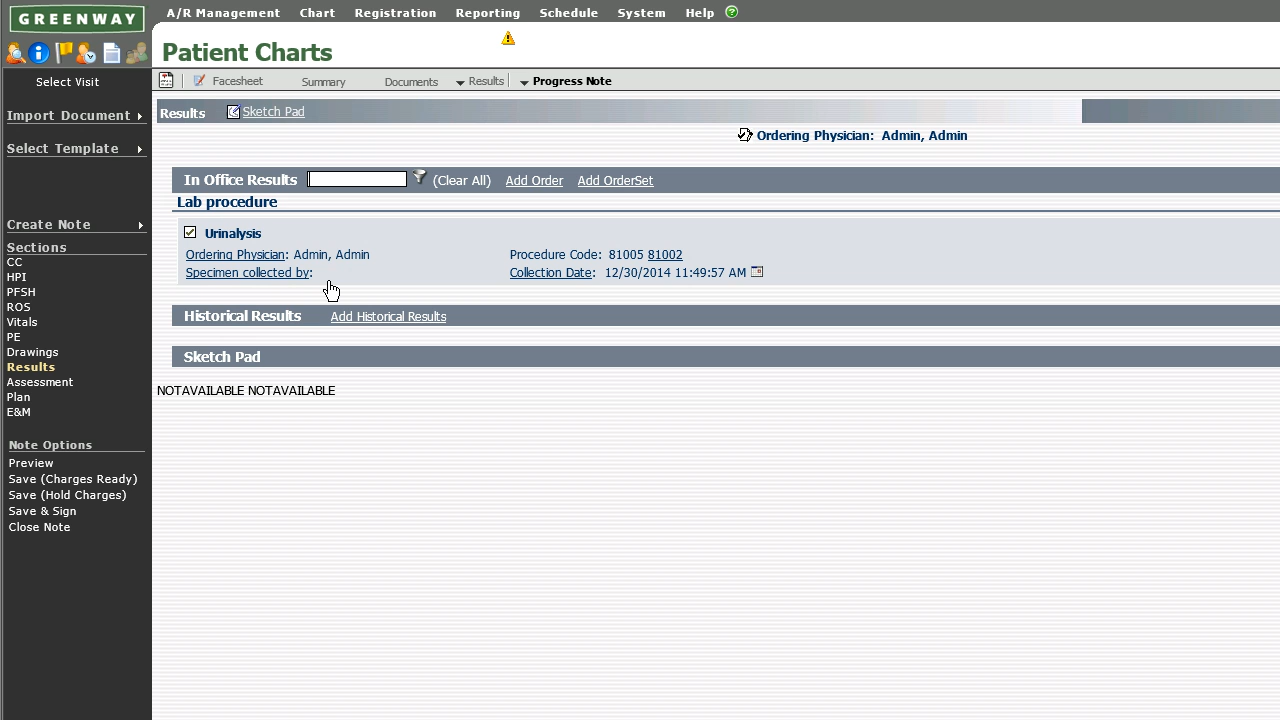 GREENWAY
A/R Management Chart Registration Reporting Schedule System Help ?
Patient Charts
Select Visit
Facesheet Summary Documents Results Progress Note
Import Document
Select Template
Create Note
Sections
CC
HPI
PFSH
ROS
Vitals
PE
Drawings
Results
Assessment
Plan
E&M
Note Options
Preview
Save (Charges Ready)
Save (Hold Charges)
Save & Sign
Close Note
Results Sketch Pad
Ordering Physician: Admin, Admin
In Office Results (Clear All) Add Order Add OrderSet
Lab procedure
Urinalysis
Ordering Physician: Admin, Admin Procedure Code: 81005 81002
Specimen collected by: Collection Date: 12/30/2014 11:49:57 AM
Historical Results Add Historical Results
Sketch Pad
NOTAVAILABLE NOTAVAILABLE